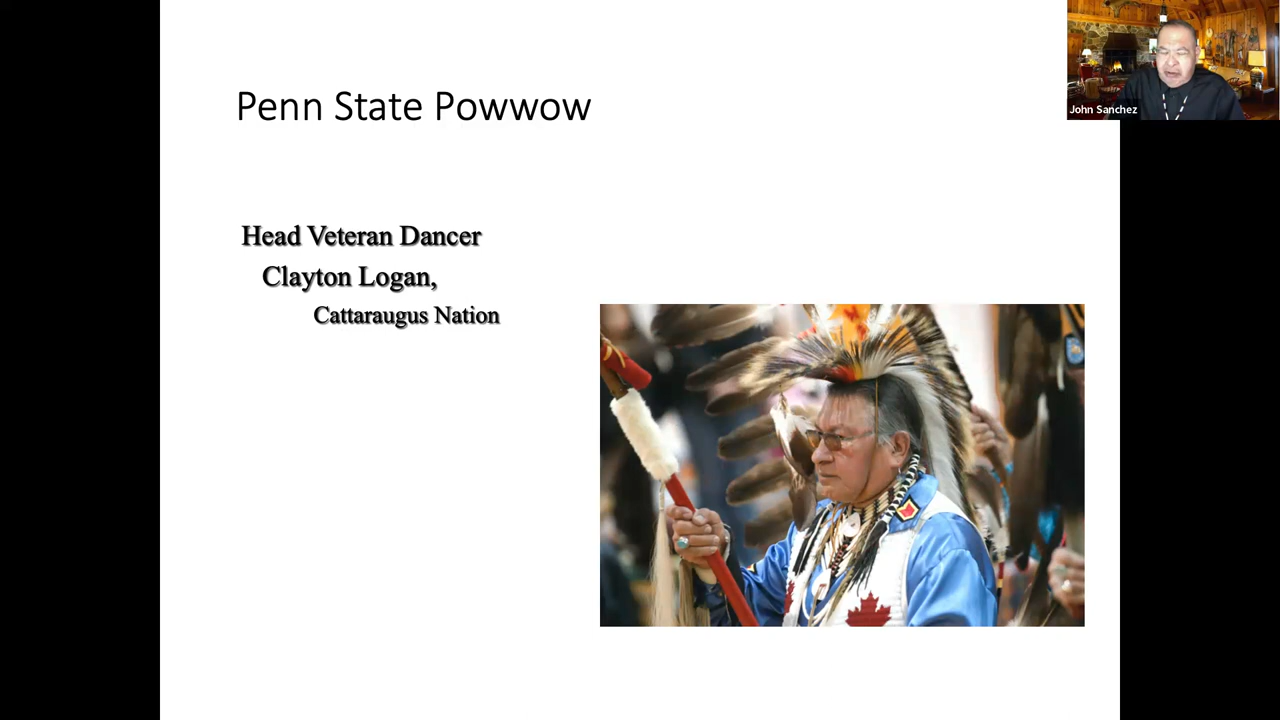 Penn State Powwow
Head Veteran Dancer
Clayton Logan,
Cattaraugus Nation
John Sanchez